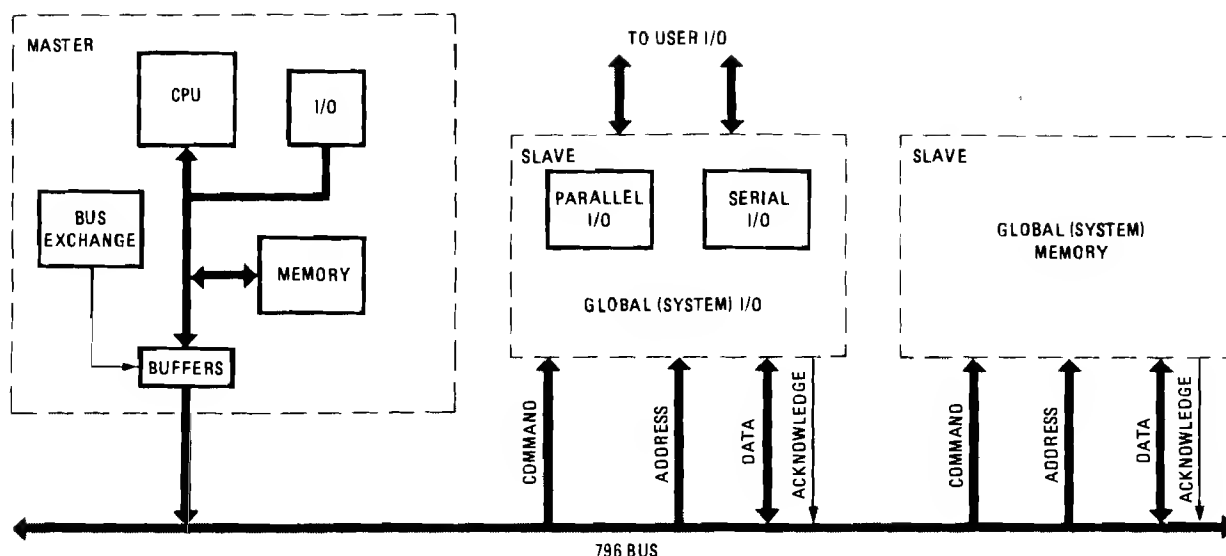 MASTER
CPU
I/O
BUS
EXCHANGE
MEMORY
BUFFERS
TO USER I/O
SLAVE
PARALLEL
I/O
SERIAL
I/O
GLOBAL (SYSTEM) I/O
SLAVE
GLOBAL (SYSTEM)
MEMORY
COMMAND
ADDRESS
DATA
ACKNOWLEDGE
COMMAND
ADDRESS
DATA
ACKNOWLEDGE
796 BUS